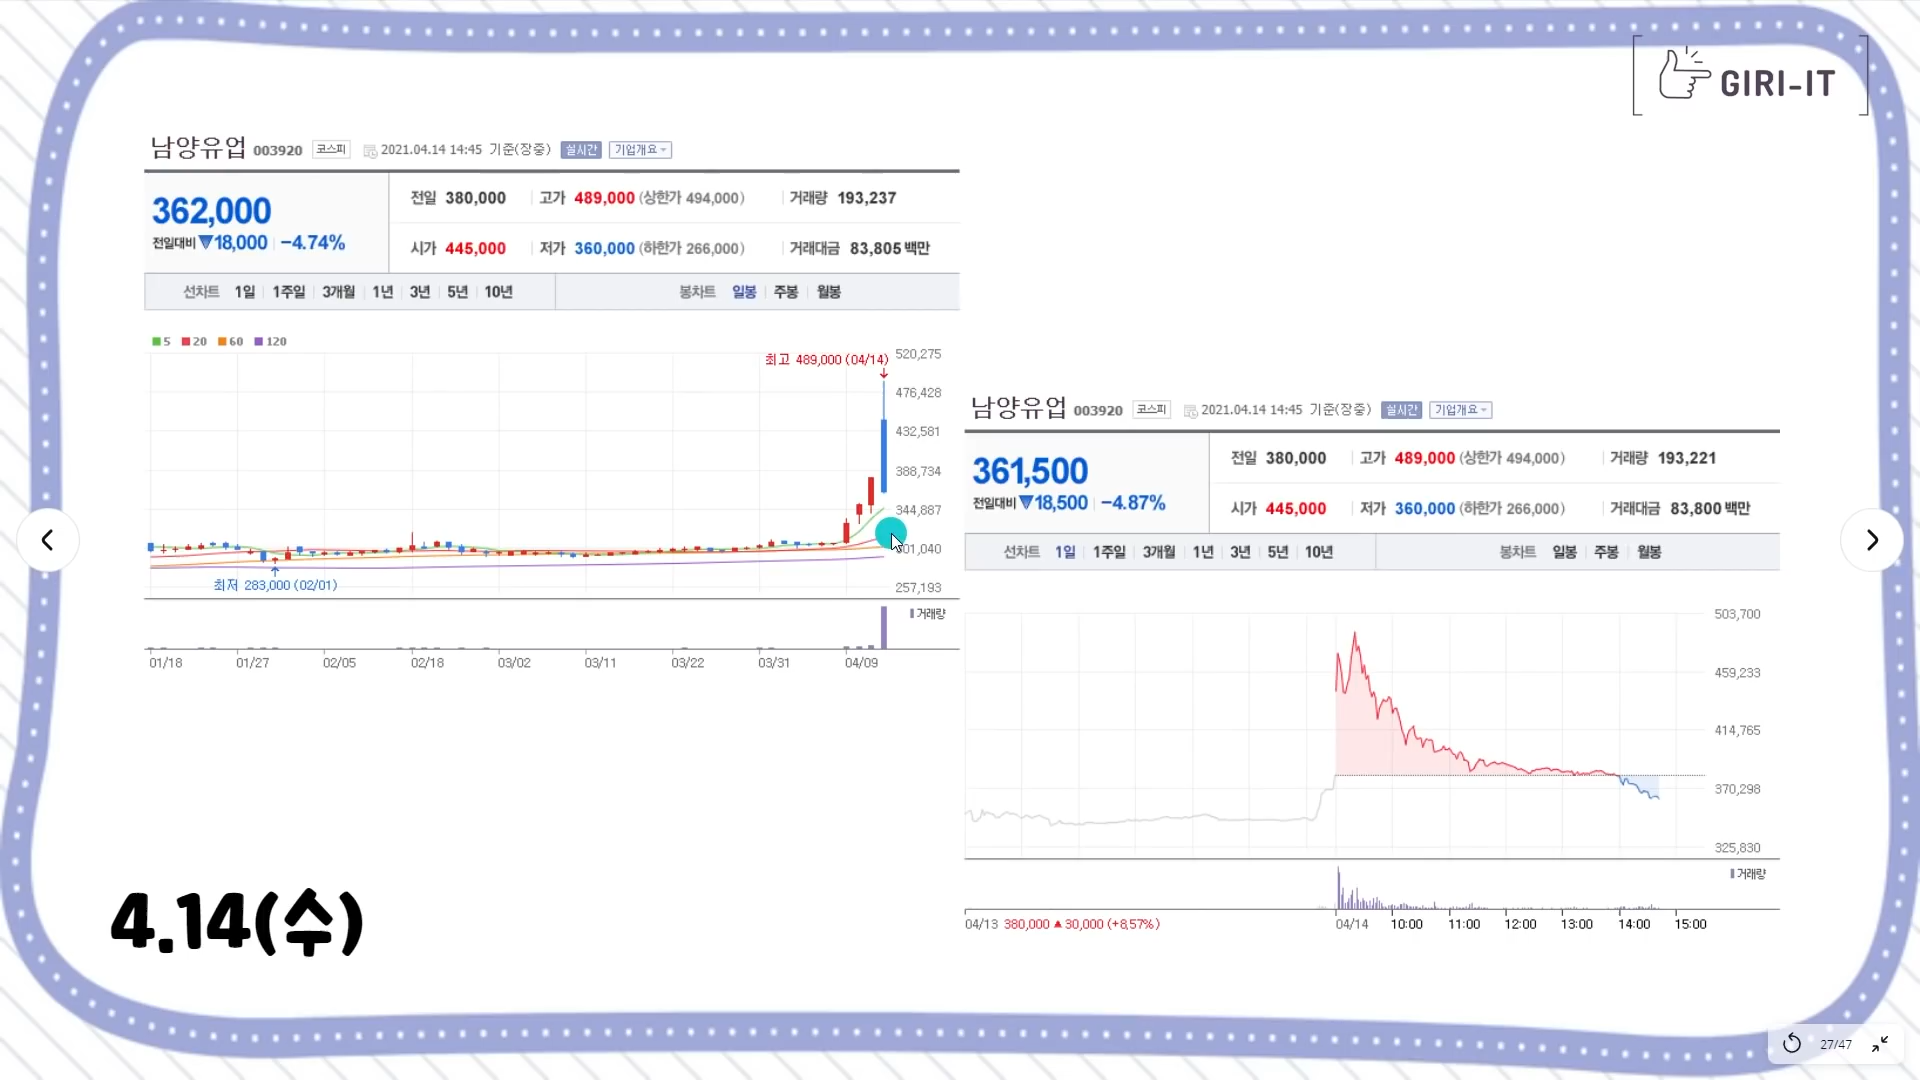 GIRI-IT
남양유업 003920 코스피 2021.04.14 14:45 기준(장중) 실시간 기업개요
362,000
전일대비 ▼18,000 -4.74%
전일 380,000 고가 489,000 (상한가 494,000) 거래량 193,237
시가 445,000 저가 360,000 (하한가 266,000) 거래대금 83,805 백만
선차트 1일 1주일 3개월 1년 3년 5년 10년 봉차트 일봉 주봉 월봉
5 20 60 120
최고 489,000 (04/14)
520,275
476,428
432,581
388,734
344,887
257,193
최저 283,000 (02/01)
거래량
01/18 01/27 02/05 02/18 03/02 03/11 03/22 03/31 04/09
남양유업 003920 코스피 2021.04.14 14:45 기준(장중) 실시간 기업개요
361,500
전일대비 ▼18,500 -4.87%
전일 380,000 고가 489,000 (상한가 494,000) 거래량 193,221
시가 445,000 저가 360,000 (하한가 266,000) 거래대금 83,800 백만
선차트 1일 1주일 3개월 1년 3년 5년 10년 봉차트 일봉 주봉 월봉
503,700
459,233
414,765
370,298
325,830
거래량
04/13 380,000 ▲30,000 (+8,57%) 04/14 10:00 11:00 12:00 13:00 14:00 15:00
4.14(수)
27/47